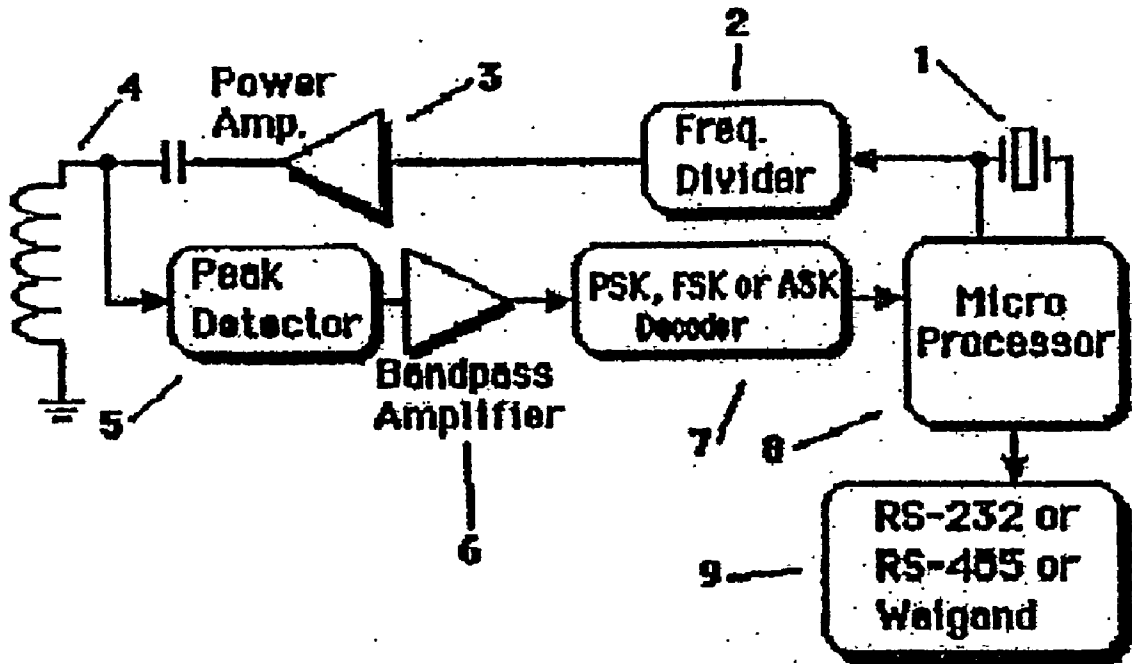 2
1
3
4
Power
Amp.
Freq.
Divider
Peak
Detector
PSK, FSK or ASK
Decoder
Micro
Processor
Bandpass
Amplifier
5
6
7
8
RS-232 or
RS-485 or
Weigand
9